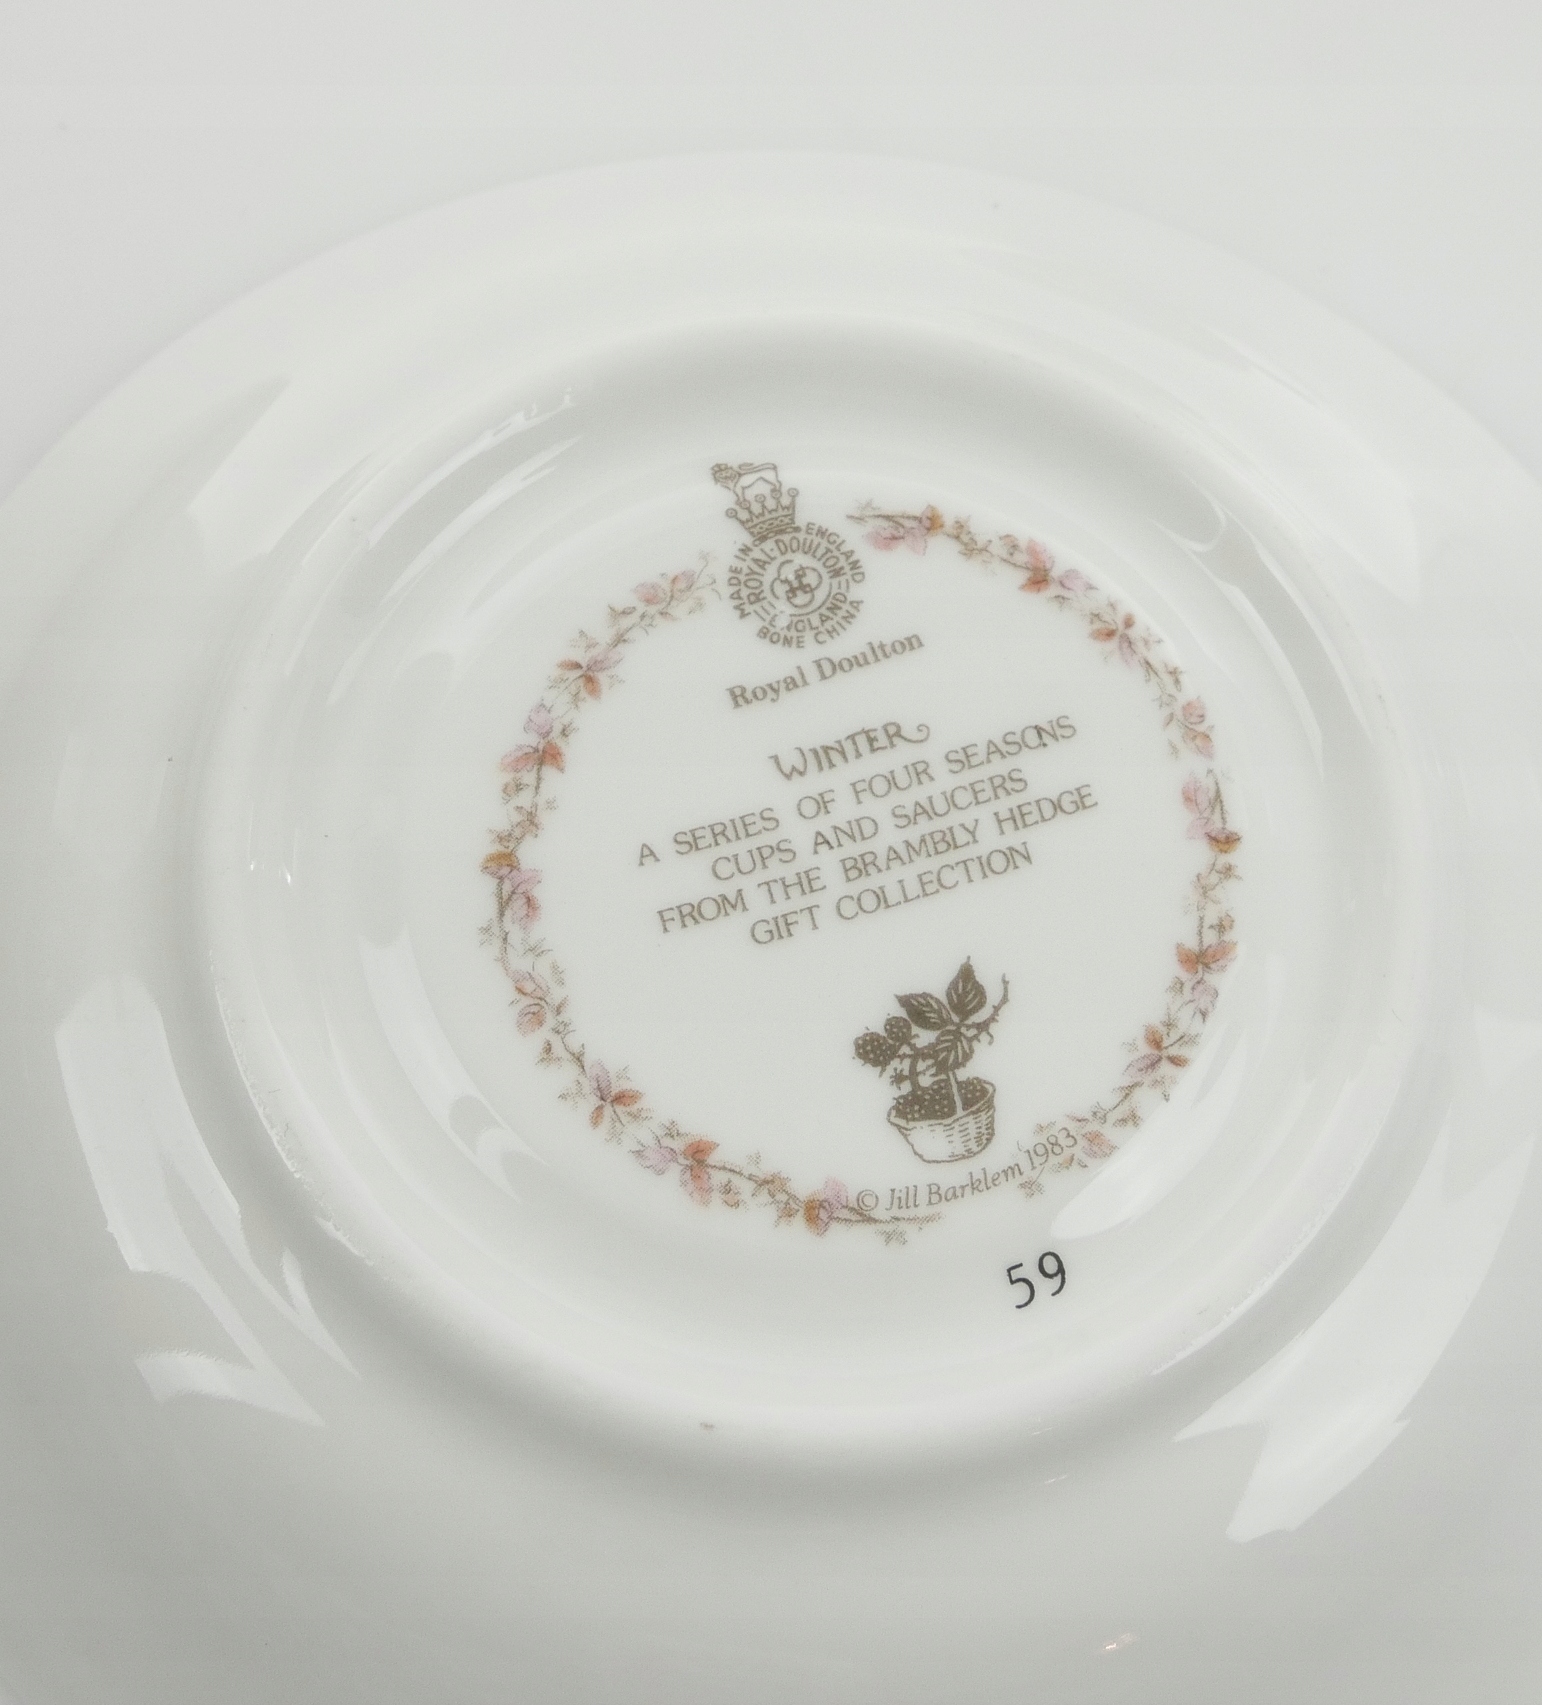 MADE IN ENGLAND
ROYAL·DOULTON
ENGLAND
BONE CHINA
Royal Doulton
WINTER
A SERIES OF FOUR SEASONS
CUPS AND SAUCERS
FROM THE BRAMBLY HEDGE
GIFT COLLECTION
© Jill Barklem 1983
59